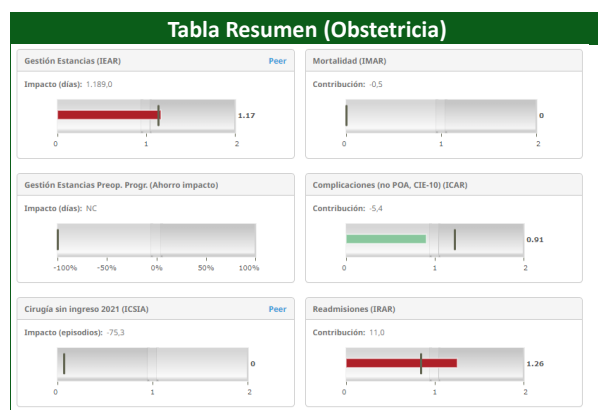 Tabla Resumen (Obstetricia)
Gestión Estancias (IEAR) Peer
Impacto (días): 1.189,0
1.17
0 1 2
Mortalidad (IMAR)
Contribución: -0,5
0
0 1 2
Gestión Estancias Preop. Progr. (Ahorro impacto)
Impacto (días): NC
-100% -50% 0% 50% 100%
Complicaciones (no POA, CIE-10) (ICAR)
Contribución: -5,4
0.91
0 1 2
Cirugía sin ingreso 2021 (ICSIA) Peer
Impacto (episodios): -75,3
0
0 1 2
Readmisiones (IRAR)
Contribución: 11,0
1.26
0 1 2